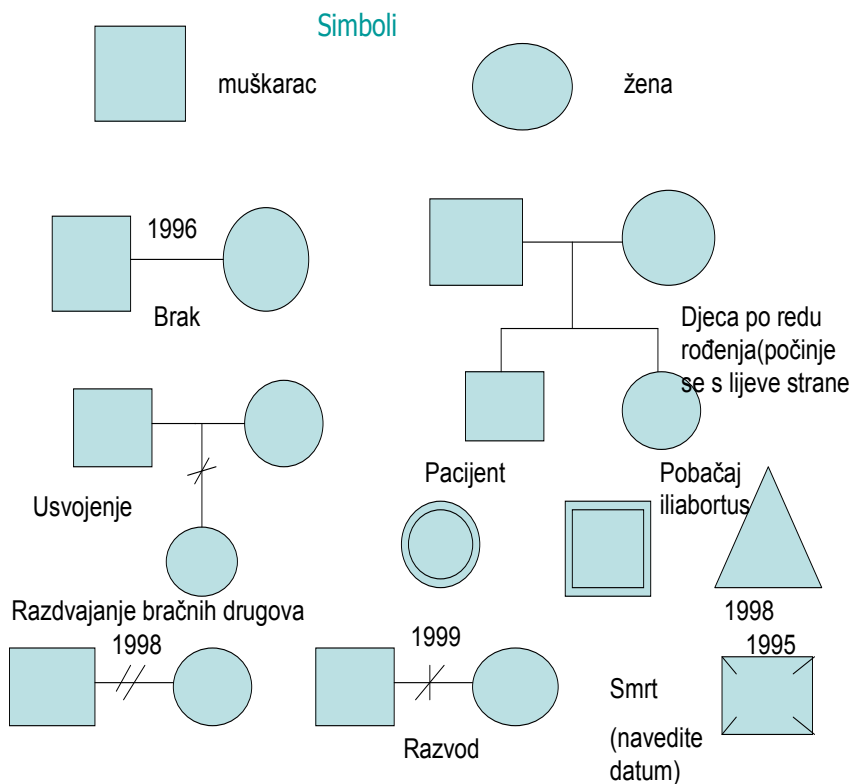 Simboli
muškarac
žena
1996
Brak
Djeca po redu
rođenja(počinje
se s lijeve strane
Usvojenje
Pacijent
Pobačaj
iliabortus
Razdvajanje bračnih drugova
1998
1999
Razvod
1998
1995
Smrt
(navedite
datum)